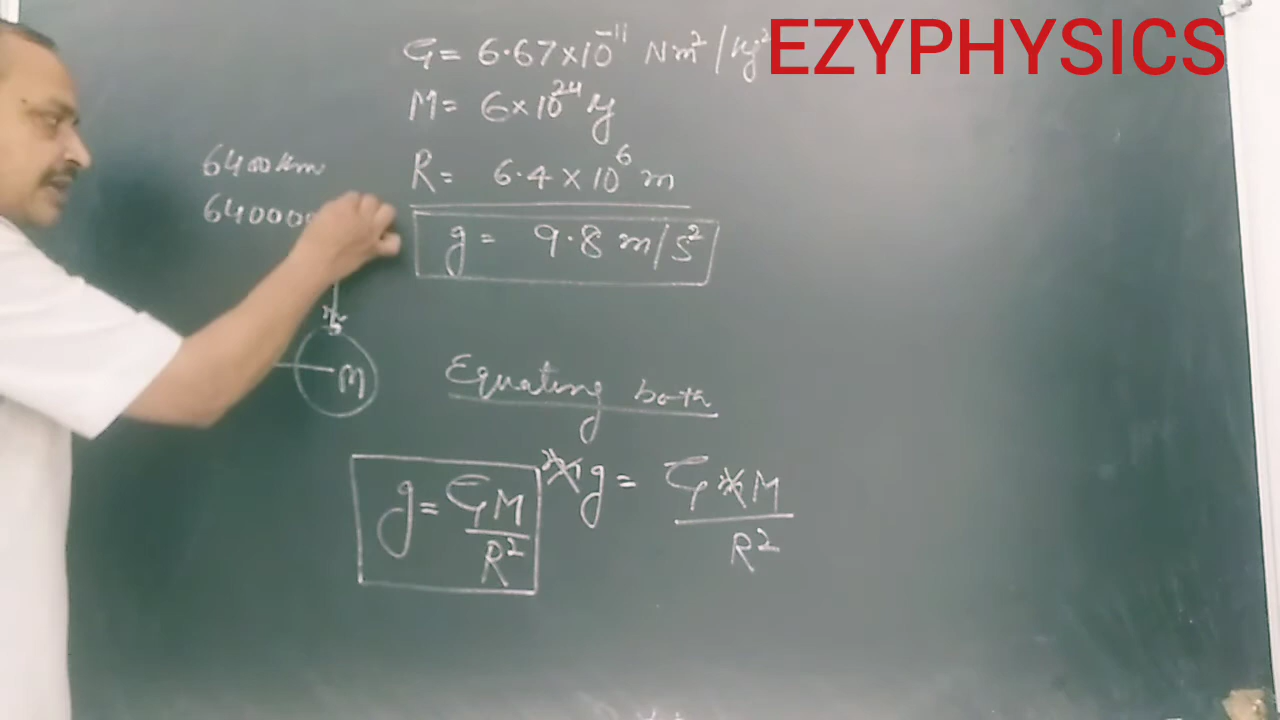 EZYPHYSICS
G = 6.67×10⁻¹¹ Nm²/kg²
M = 6×10²⁴ kg
6400 km
R = 6.4 × 10⁶ m
64000
g = 9.8 m/s²
M
Equating both
g = GM/R²
g = G M/R²